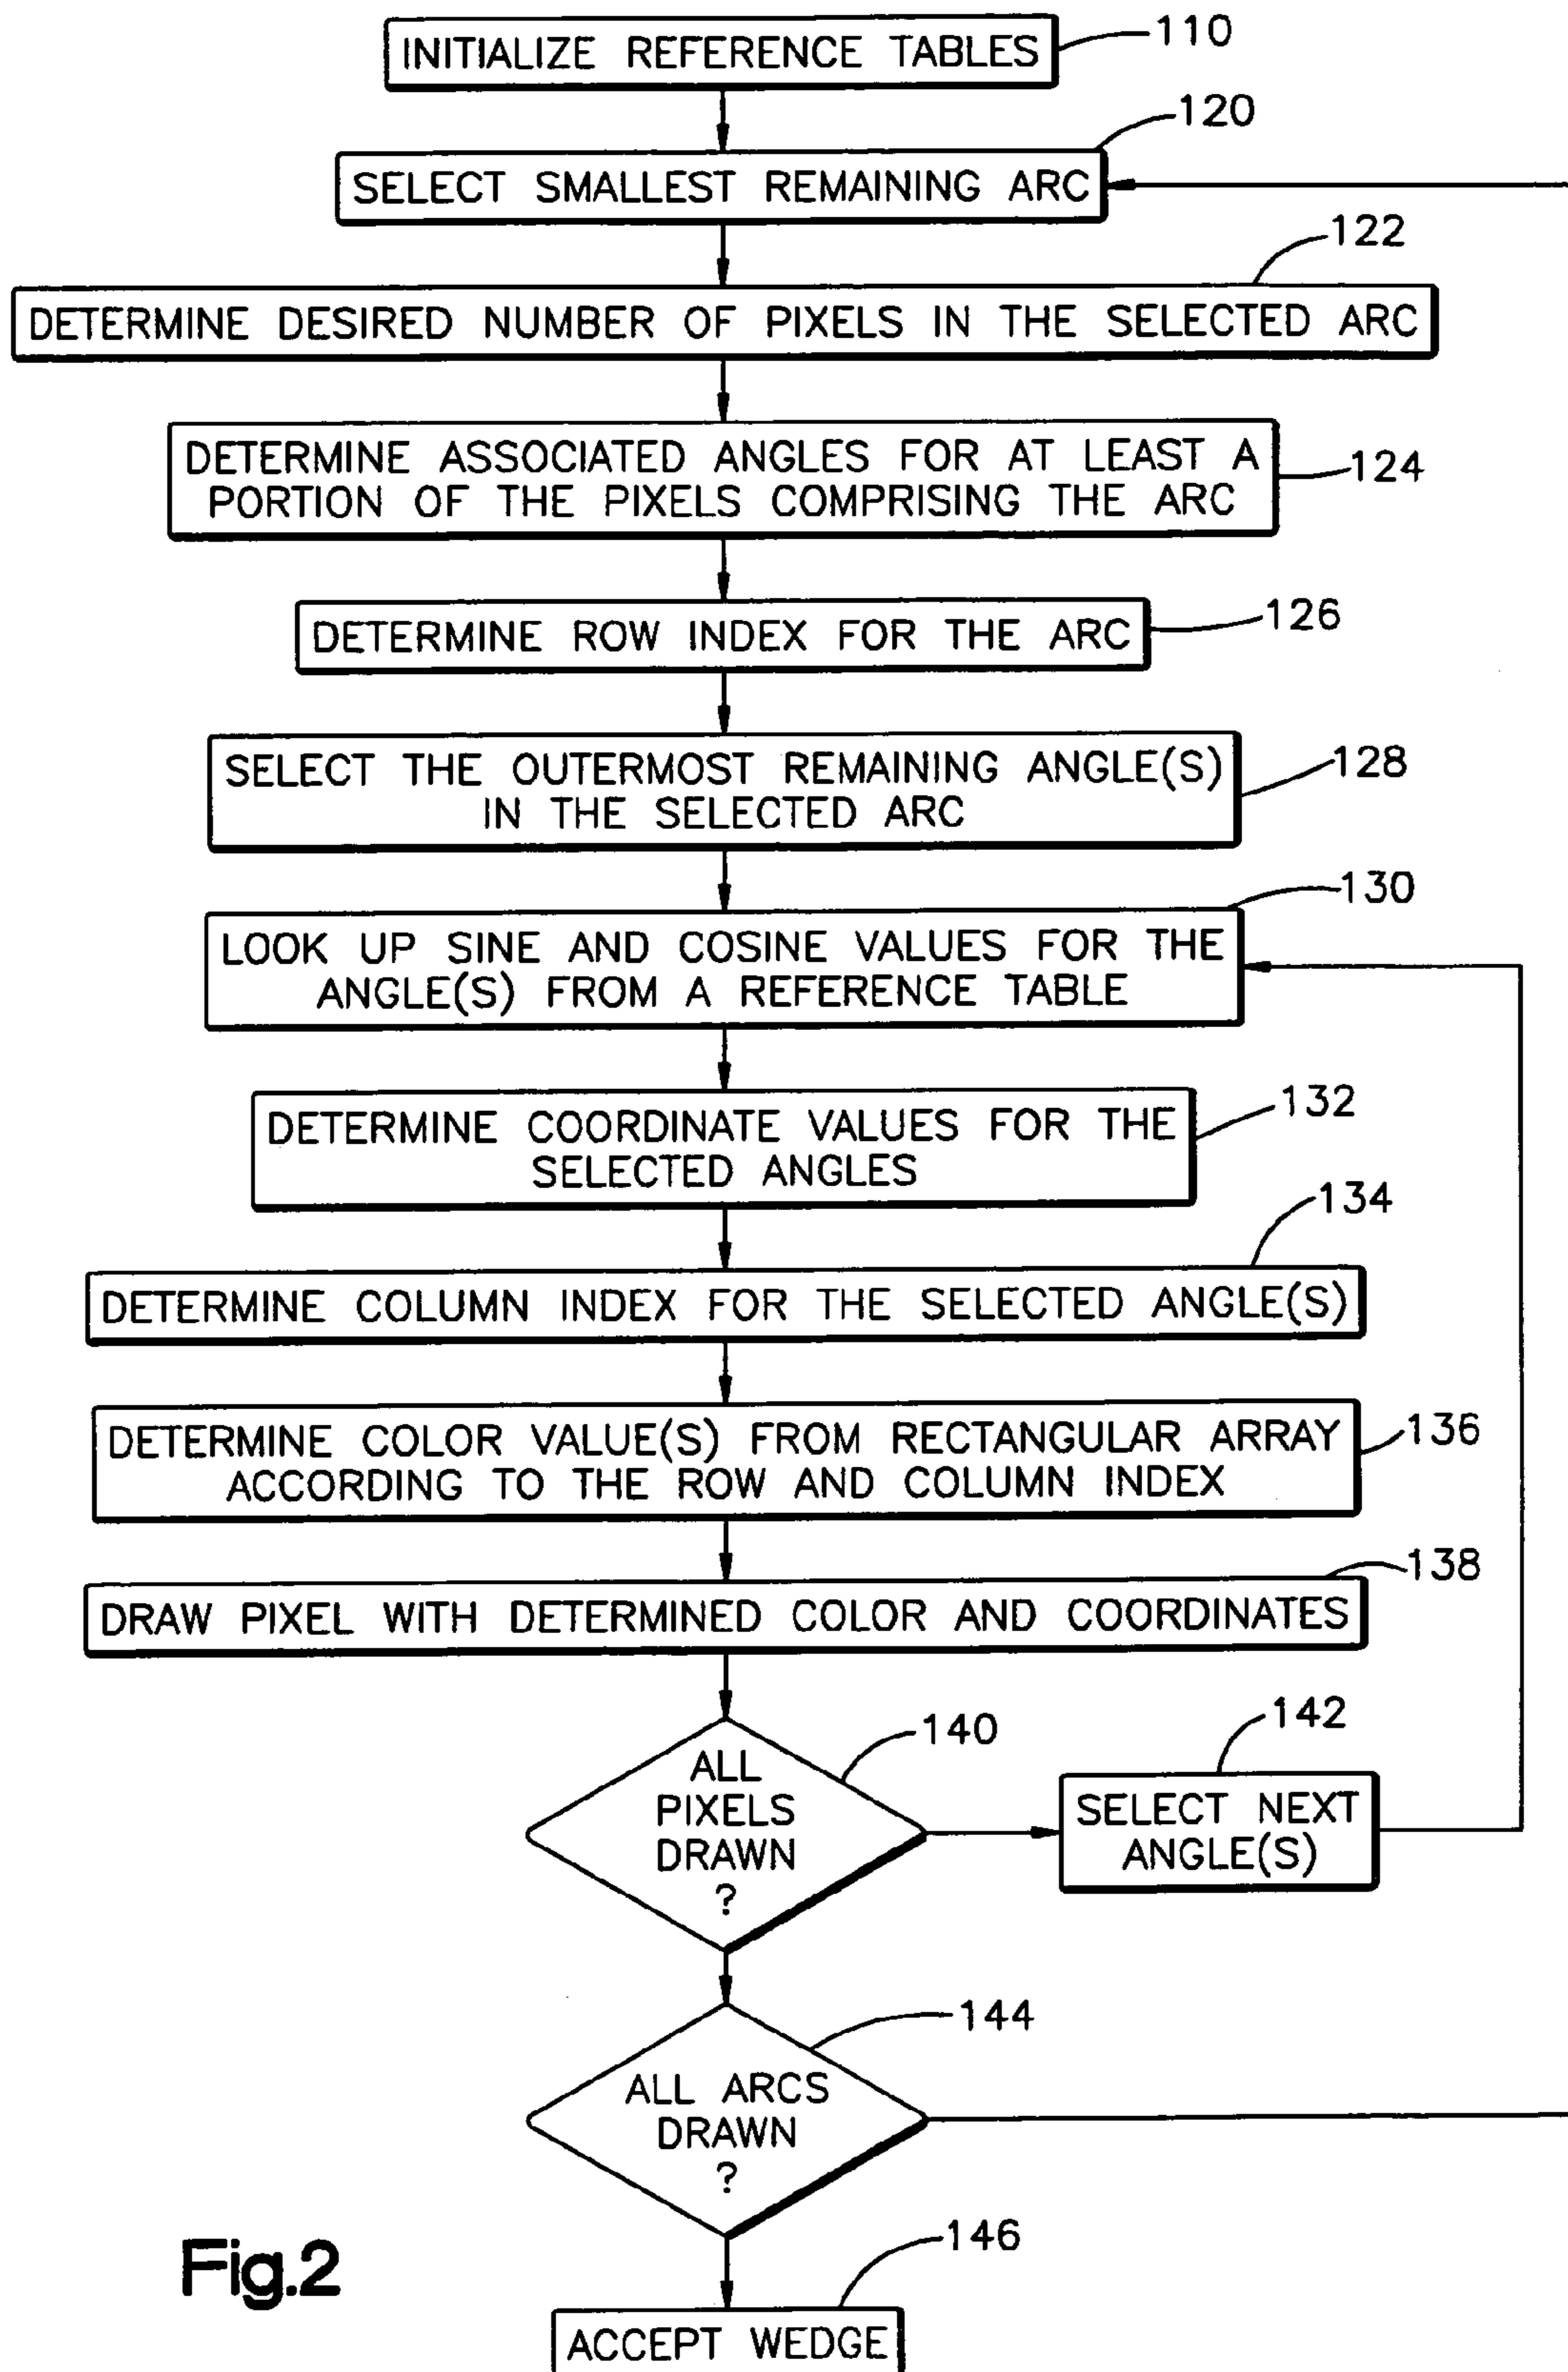 INITIALIZE REFERENCE TABLES
110
120
SELECT SMALLEST REMAINING ARC
122
DETERMINE DESIRED NUMBER OF PIXELS IN THE SELECTED ARC
DETERMINE ASSOCIATED ANGLES FOR AT LEAST A
PORTION OF THE PIXELS COMPRISING THE ARC
124
DETERMINE ROW INDEX FOR THE ARC
126
SELECT THE OUTERMOST REMAINING ANGLE(S)
IN THE SELECTED ARC
128
130
LOOK UP SINE AND COSINE VALUES FOR THE
ANGLE(S) FROM A REFERENCE TABLE
DETERMINE COORDINATE VALUES FOR THE
SELECTED ANGLES
132
134
DETERMINE COLUMN INDEX FOR THE SELECTED ANGLE(S)
DETERMINE COLOR VALUE(S) FROM RECTANGULAR ARRAY
ACCORDING TO THE ROW AND COLUMN INDEX
136
138
DRAW PIXEL WITH DETERMINED COLOR AND COORDINATES
140
ALL
PIXELS
DRAWN
?
142
SELECT NEXT
ANGLE(S)
144
ALL ARCS
DRAWN
?
146
ACCEPT WEDGE
Fig.2